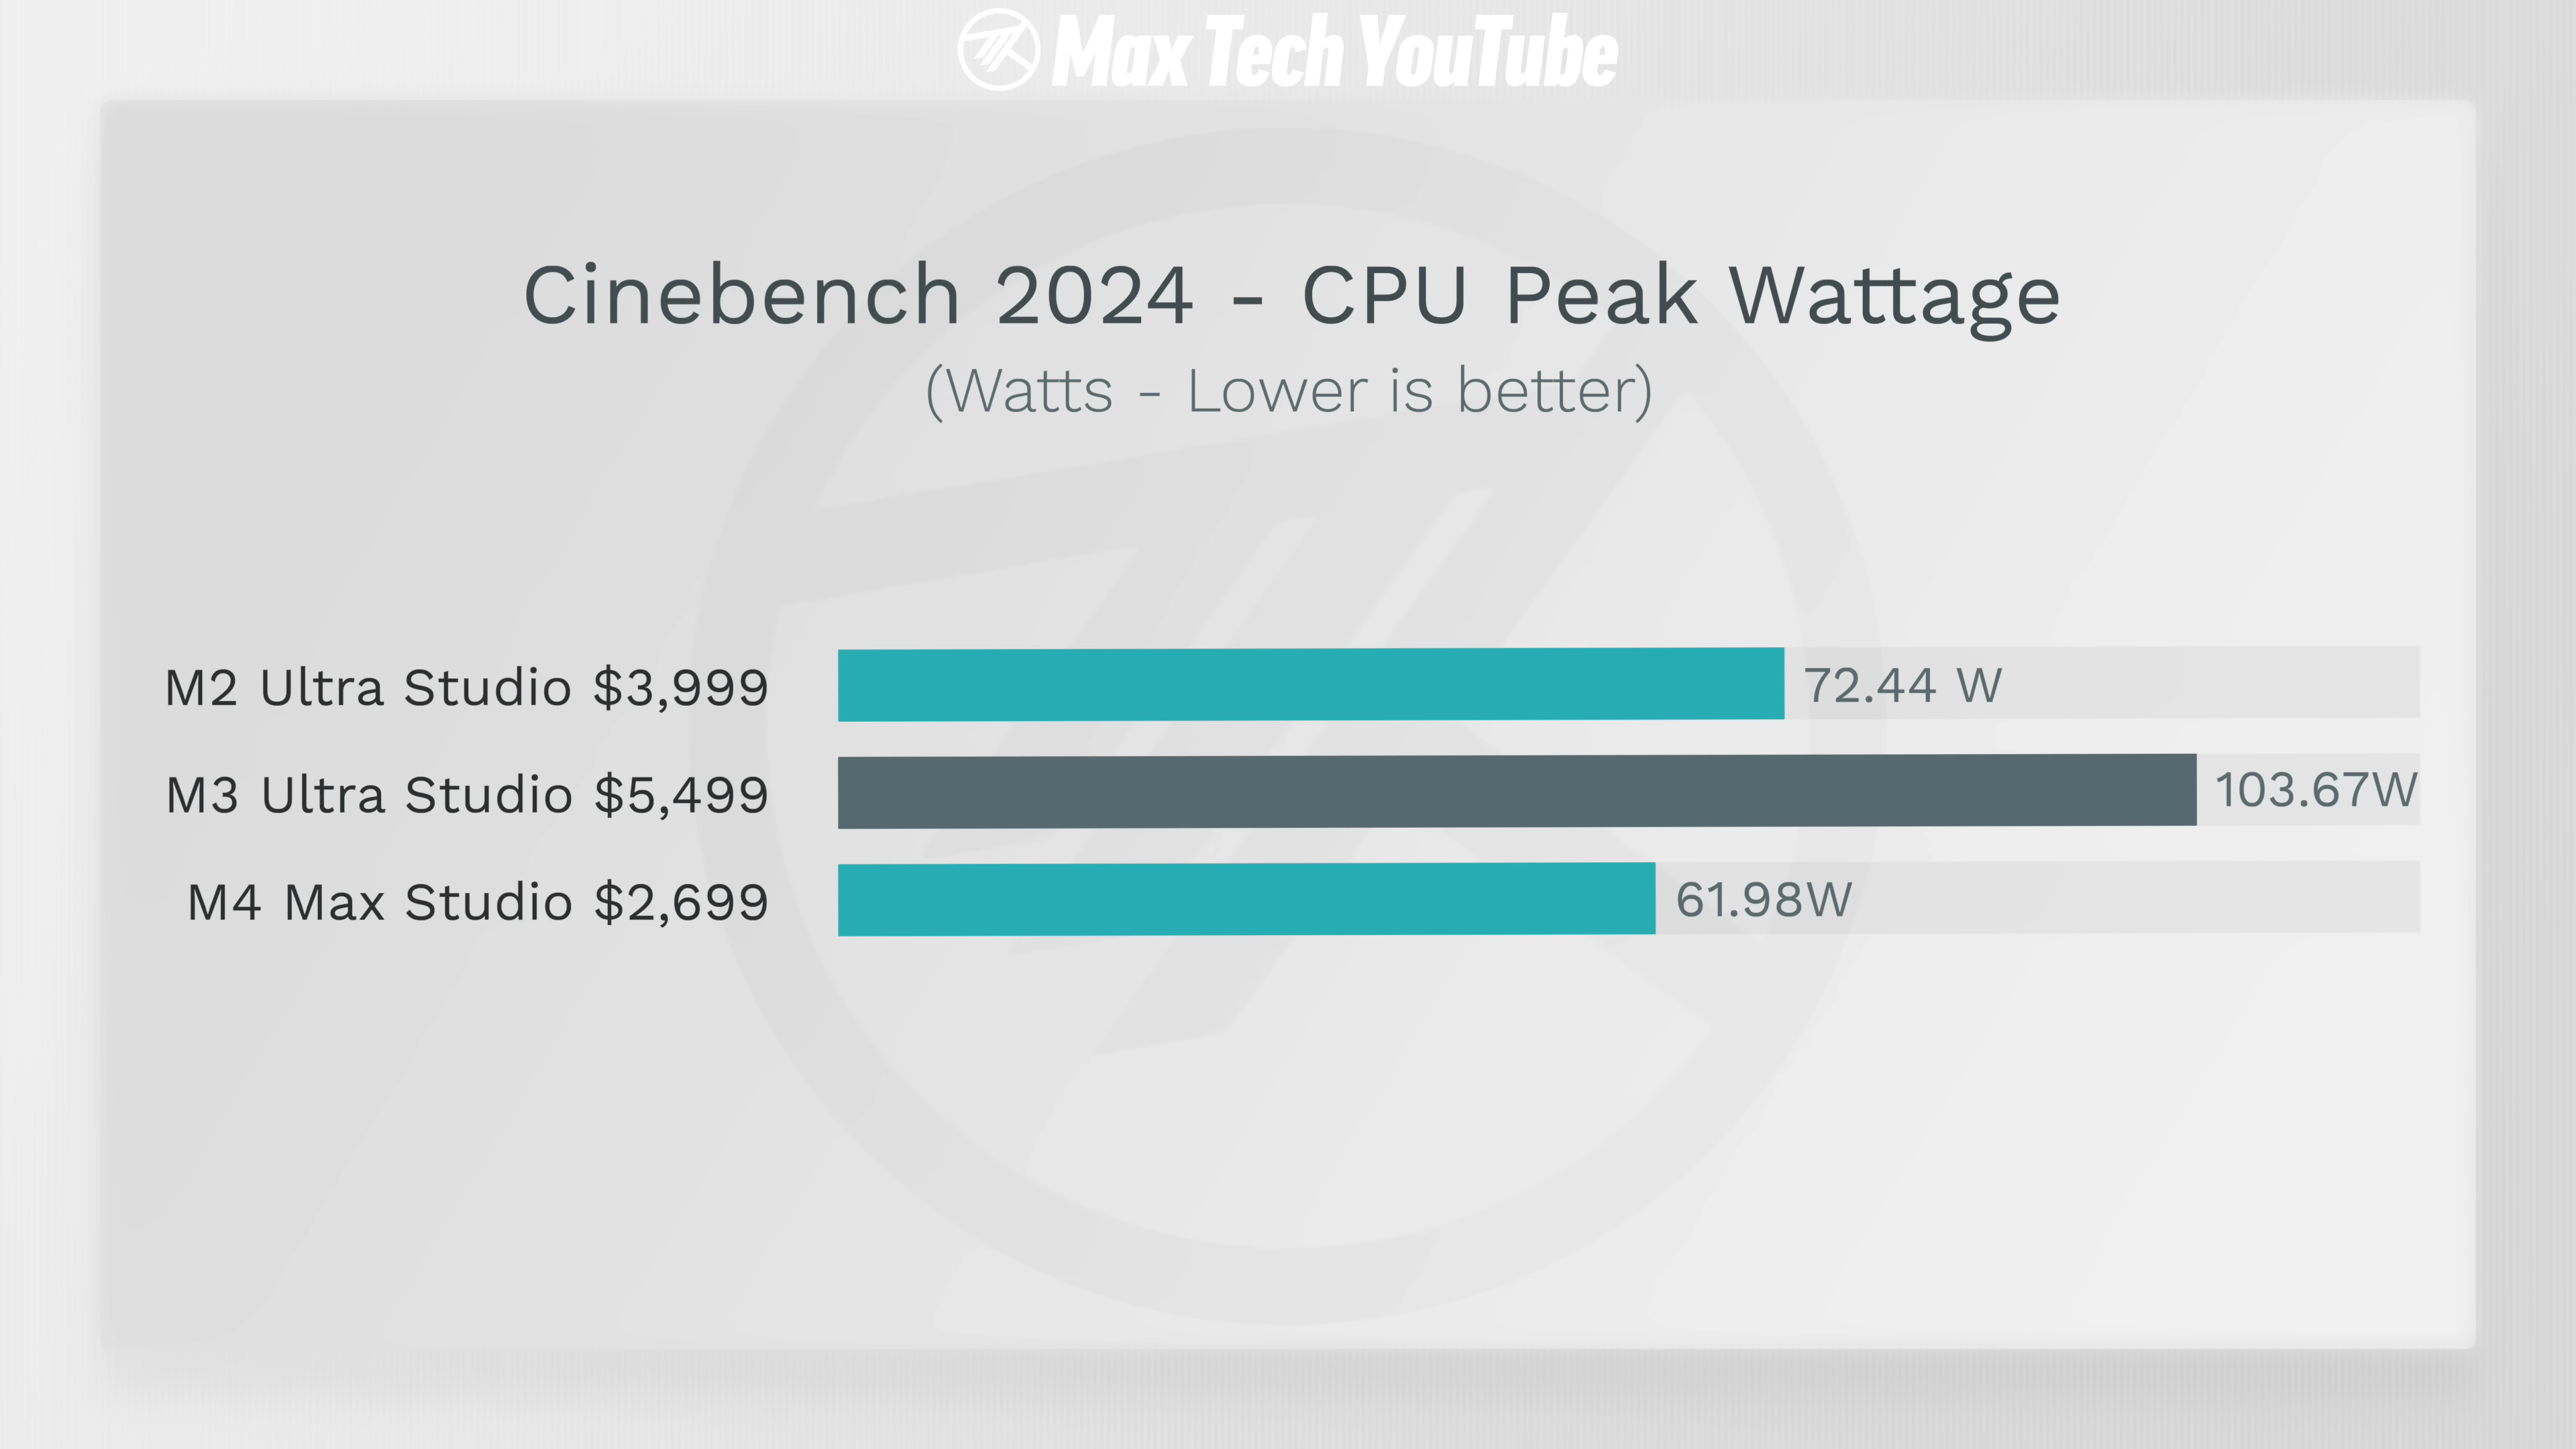 Max Tech YouTube
Cinebench 2024 - CPU Peak Wattage
(Watts - Lower is better)
M2 Ultra Studio $3,999 72.44 W
M3 Ultra Studio $5,499 103.67W
M4 Max Studio $2,699 61.98W